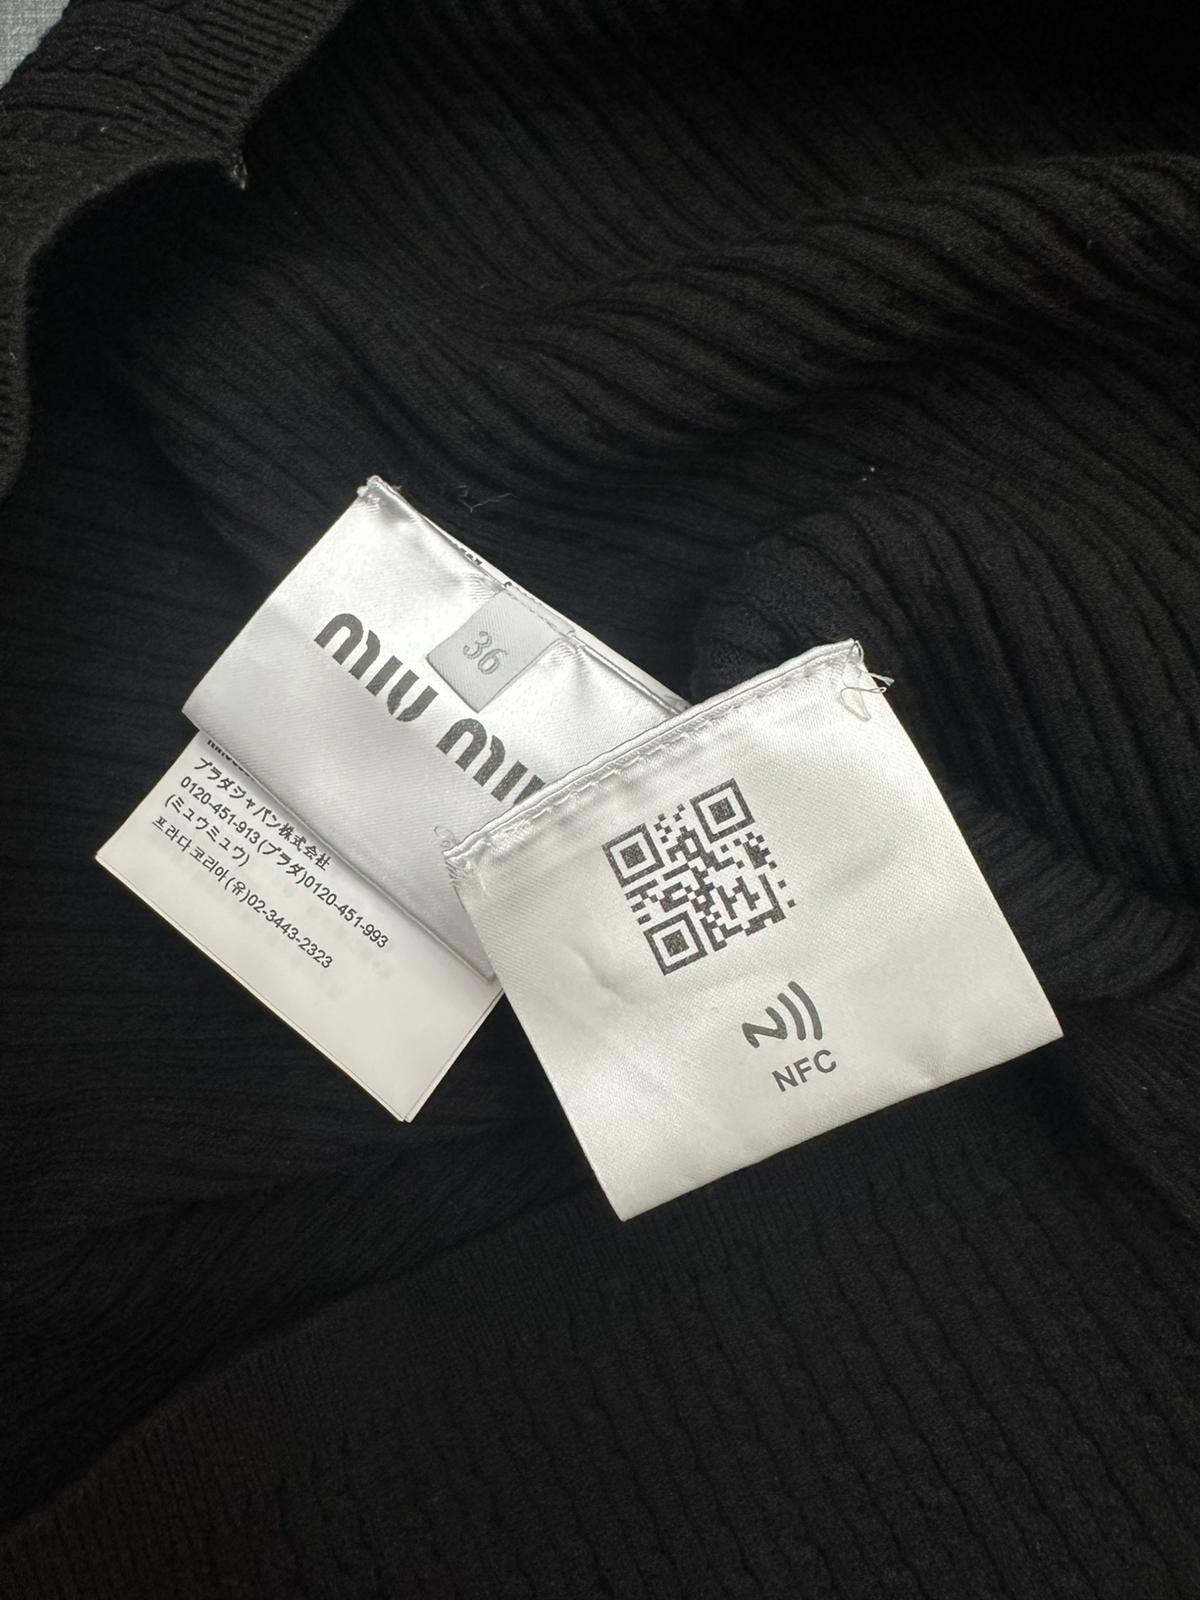 36
miu miu
プラダジャパン株式会社
0120-451-913(プラダ)0120-451-993
(ミュウミュウ)
프라다 코리아(유)02-3443-2323
NFC